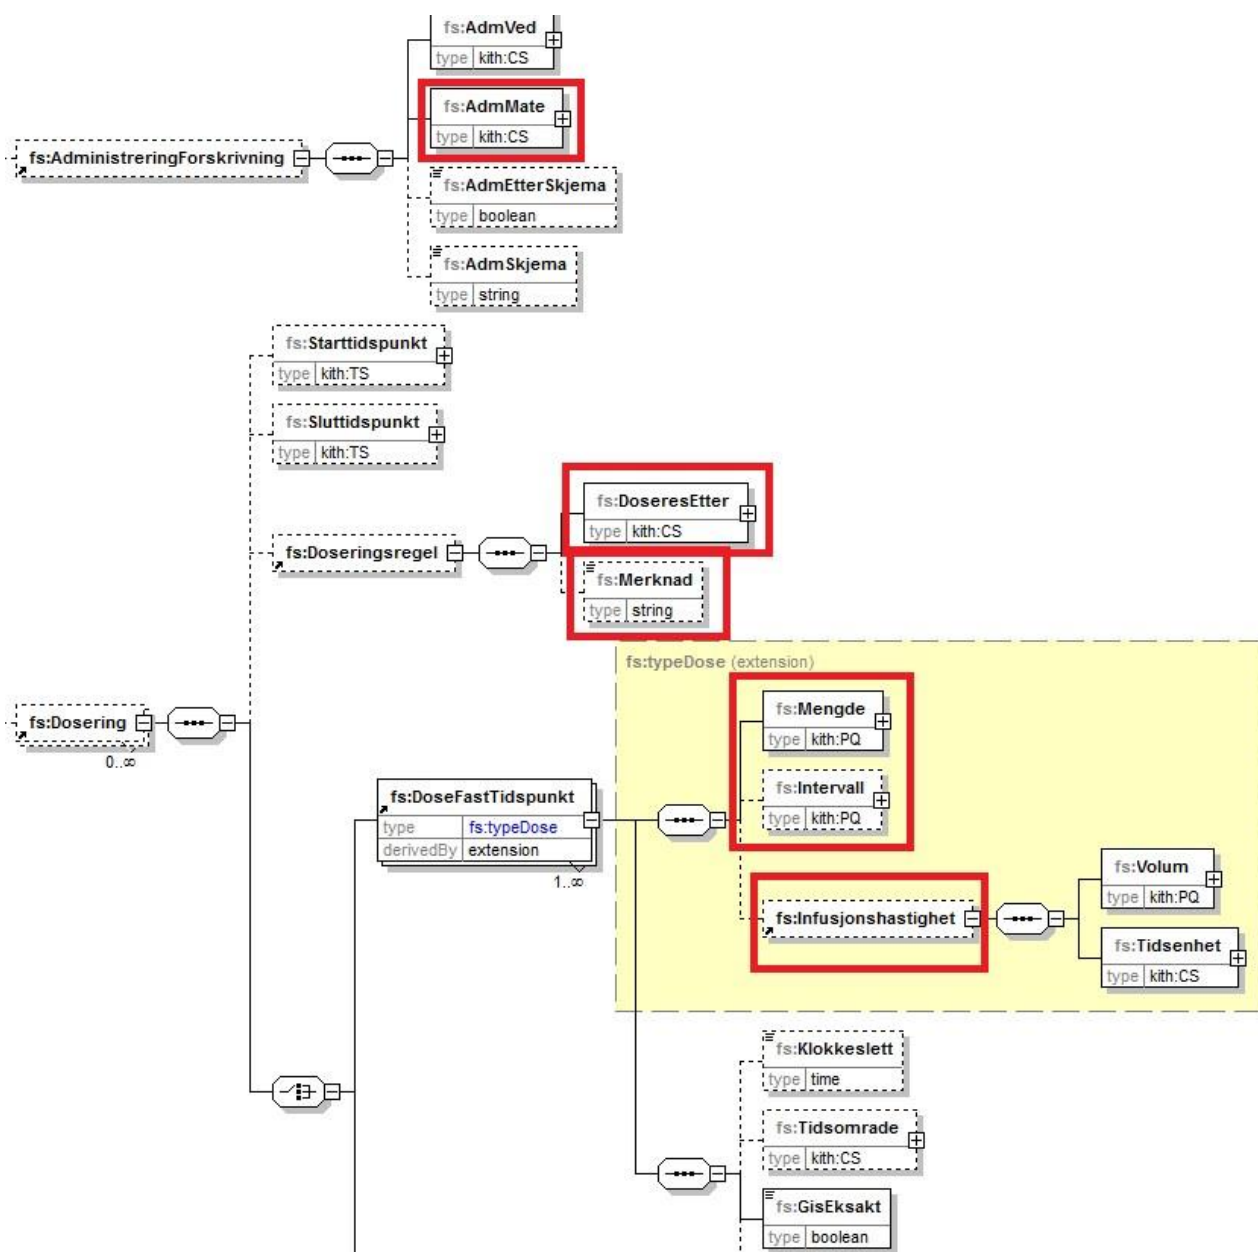 fs:AdmVed
type kith:CS
fs:AdmMate
type kith:CS
fs:AdministreringForskrivning
fs:AdmEtterSkjema
type boolean
fs:AdmSkjema
type string
fs:Starttidspunkt
type kith:TS
fs:Sluttidspunkt
type kith:TS
fs:DoseresEtter
type kith:CS
fs:Doseringsregel
fs:Merknad
type string
fs:typeDose (extension)
fs:Mengde
type kith:PQ
fs:Dosering
0..∞
fs:Intervall
type kith:PQ
fs:DoseFastTidspunkt
type fs:typeDose
derivedBy extension
1..∞
fs:Volum
type kith:PQ
fs:Infusjonshastighet
fs:Tidsenhet
type kith:CS
fs:Klokkeslett
type time
fs:Tidsomrade
type kith:CS
fs:GisEksakt
type boolean